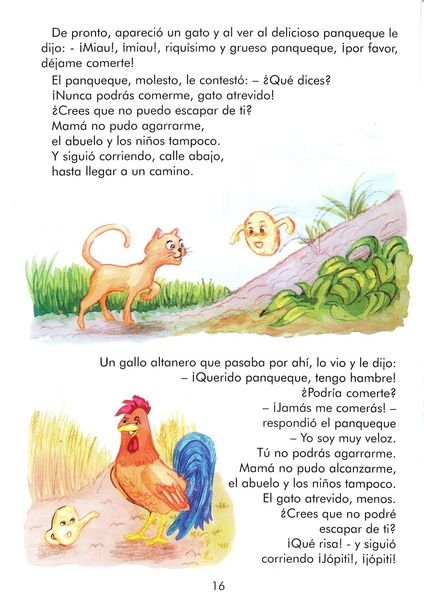 De pronto, apareció un gato y al ver al delicioso panqueque le
dijo: - ¡Miau!, ¡miau!, riquísimo y grueso panqueque, ¡por favor,
déjame comerte!
El panqueque, molesto, le contestó: – ¿Qué dices?
¡Nunca podrás comerme, gato atrevido!
¿Crees que no puedo escapar de ti?
Mamá no pudo agarrarme,
el abuelo y los niños tampoco.
Y siguió corriendo, calle abajo,
hasta llegar a un camino.
Un gallo altanero que pasaba por ahí, lo vio y le dijo:
– ¡Querido panqueque, tengo hambre!
¿Podría comerte?
– ¡Jamás me comerás! –
respondió el panqueque
– Yo soy muy veloz.
Tú no podrás agarrarme.
Mamá no pudo alcanzarme,
el abuelo y los niños tampoco.
El gato atrevido, menos.
¿Crees que no podré
escapar de ti?
¡Qué risa! - y siguió
corriendo ¡Jópiti!, ¡jópiti!
16